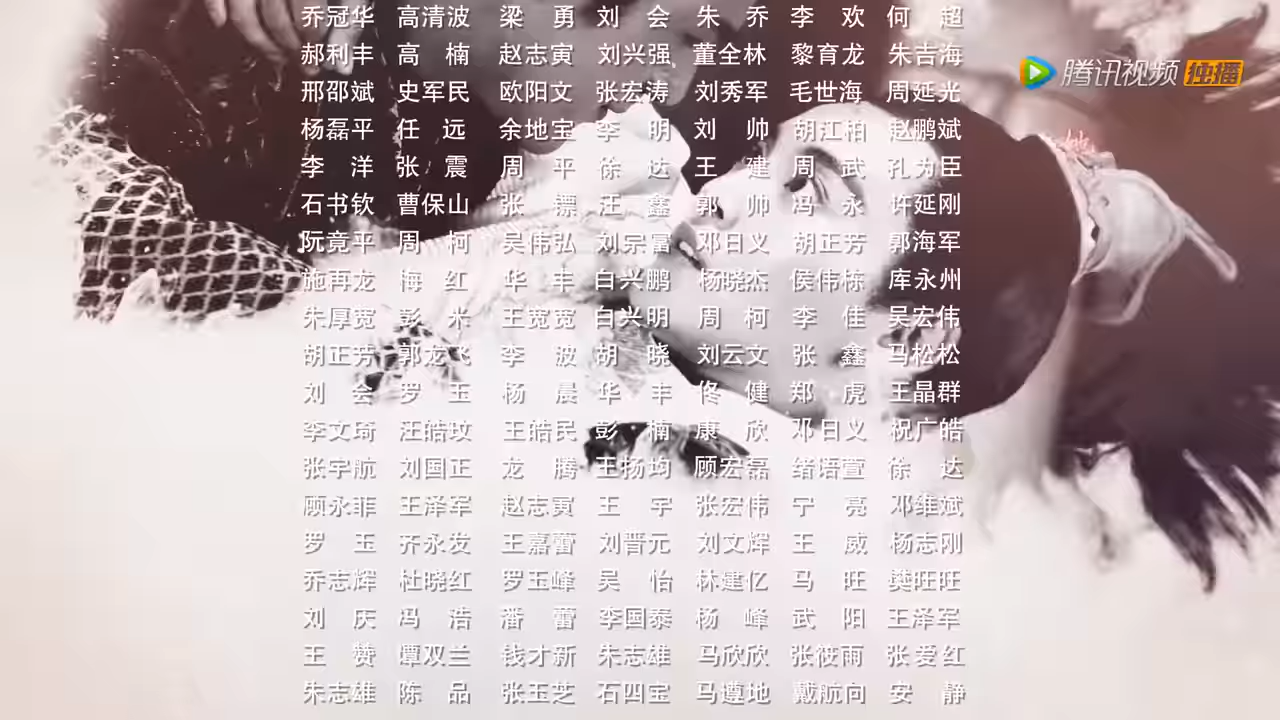 乔冠华 高清波 梁 勇 刘 会 朱 乔 李 欢 何 超
郝利丰 高 楠 赵志寅 刘兴强 董全林 黎育龙 朱吉海
腾讯视频 独播
邢邵斌 史军民 欧阳文 张宏涛 刘秀军 毛世海 周延光
杨磊平 任 远 余地宝 李 明 刘 帅 胡江柏 赵鹏斌
李 洋 张 震 周 平 徐 达 王 建 周 武 孔为臣
石书钦 曹保山 张 镖 汪 鑫 郭 帅 冯 永 许延刚
阮竟平 周 柯 吴伟弘 刘宗富 邓日义 胡正芳 郭海军
施再龙 梅 红 华 丰 白兴鹏 杨晓杰 侯伟栋 库永州
朱厚宽 彭 米 王宽宽 白兴明 周 柯 李 佳 吴宏伟
胡正芳 郭龙飞 李 波 胡 晓 刘云文 张 鑫 马松松
刘 会 罗 玉 杨 晨 华 丰 佟 健 郑 虎 王晶群
李文琦 汪皓玟 王皓民 彭 楠 康 欣 邓日义 祝广皓
张宇航 刘国正 龙 腾 王扬均 顾宏磊 绪语萱 徐 达
顾永菲 王泽军 赵志寅 王 宇 张宏伟 宁 亮 邓维斌
罗 玉 齐永发 王嘉蕾 刘晋元 刘文辉 王 威 杨志刚
乔志辉 杜晓红 罗玉峰 吴 怡 林建亿 马 旺 樊旺旺
刘 庆 冯 浩 潘 蕾 李国泰 杨 峰 武 阳 王泽军
王 赞 谭双兰 钱才新 朱志雄 马欣欣 张筱雨 张爱红
朱志雄 陈 品 张玉芝 石四宝 马遵地 戴航向 安 静